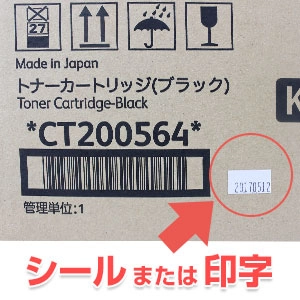 27
Made in Japan
トナーカートリッジ(ブラック)
Toner Cartridge-Black
K
*CT200564*
20170512
管理単位:1
シールまたは印字